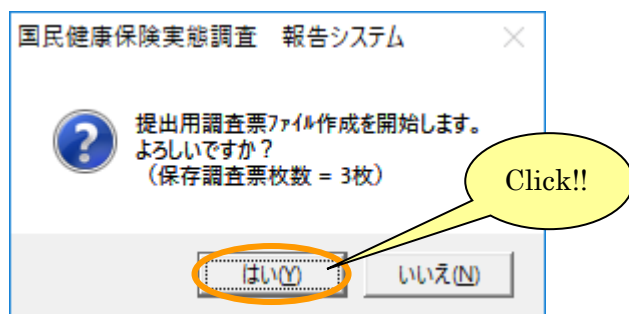 国民健康保険実態調査　報告システム
提出用調査票ﾌｧｲﾙ作成を開始します。
よろしいですか？
（保存調査票枚数 = 3枚）
Click!!
はい(Y)
いいえ(N)